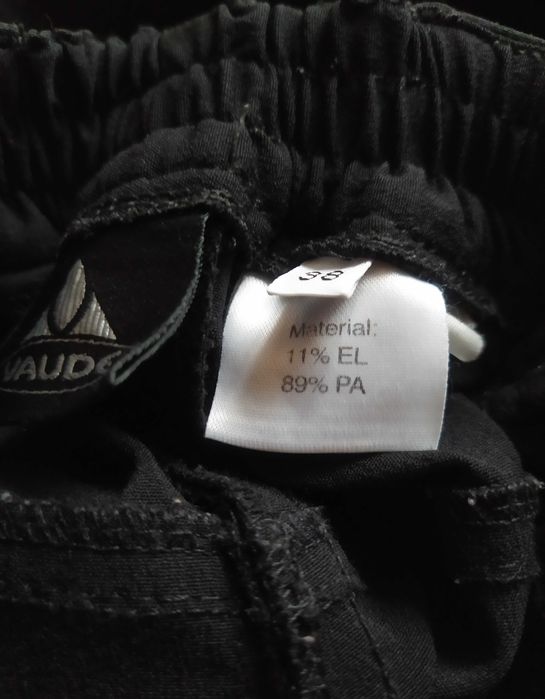 38
Material:
11% EL
89% PA
VAUDE